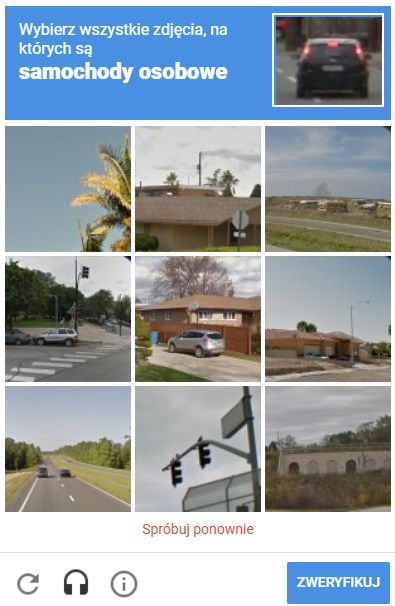 Wybierz wszystkie zdjęcia, na
których są
samochody osobowe
Spróbuj ponownie
ZWERYFIKUJ